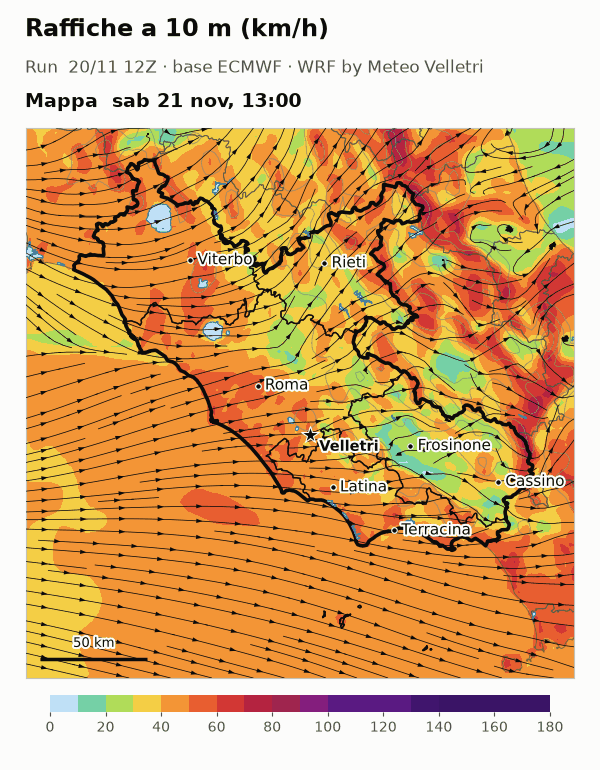 Raffiche a 10 m (km/h)
Run 20/11 12Z · base ECMWF · WRF by Meteo Velletri
Mappa sab 21 nov, 13:00
Viterbo
Rieti
Roma
Velletri
Frosinone
Cassino
Latina
Terracina
50 km
0 20 40 60 80 100 120 140 160 180